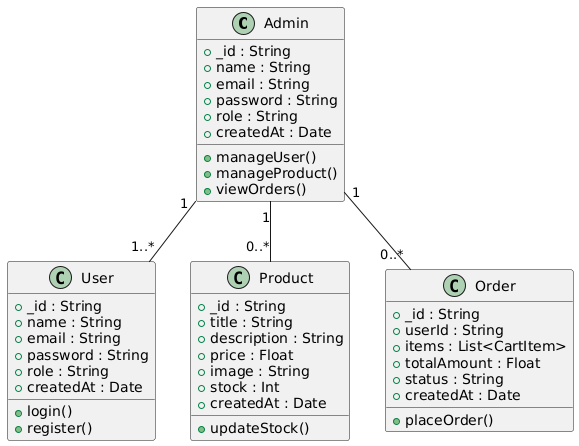 C Admin
_id : String
name : String
email : String
password : String
role : String
createdAt : Date
manageUser()
manageProduct()
viewOrders()
1
1
1
1..*
0..*
0..*
C User
_id : String
name : String
email : String
password : String
role : String
createdAt : Date
login()
register()
C Product
_id : String
title : String
description : String
price : Float
image : String
stock : Int
createdAt : Date
updateStock()
C Order
_id : String
userId : String
items : List<CartItem>
totalAmount : Float
status : String
createdAt : Date
placeOrder()